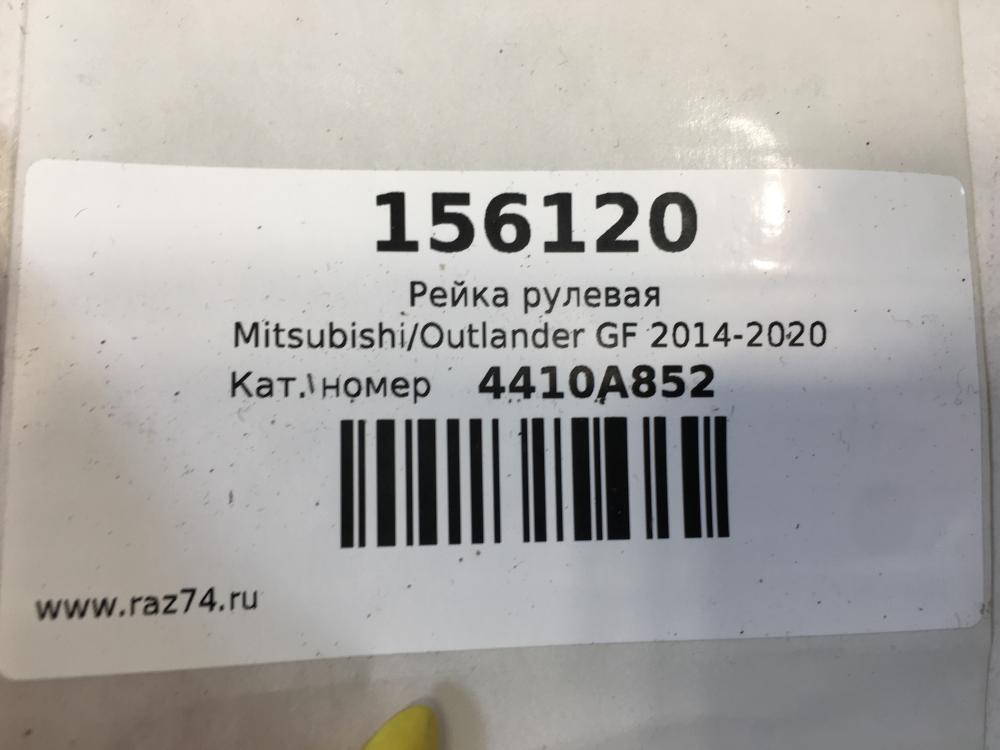 156120
Рейка рулевая
Mitsubishi/Outlander GF 2014-2020
Кат. номер 4410A852
www.raz74.ru